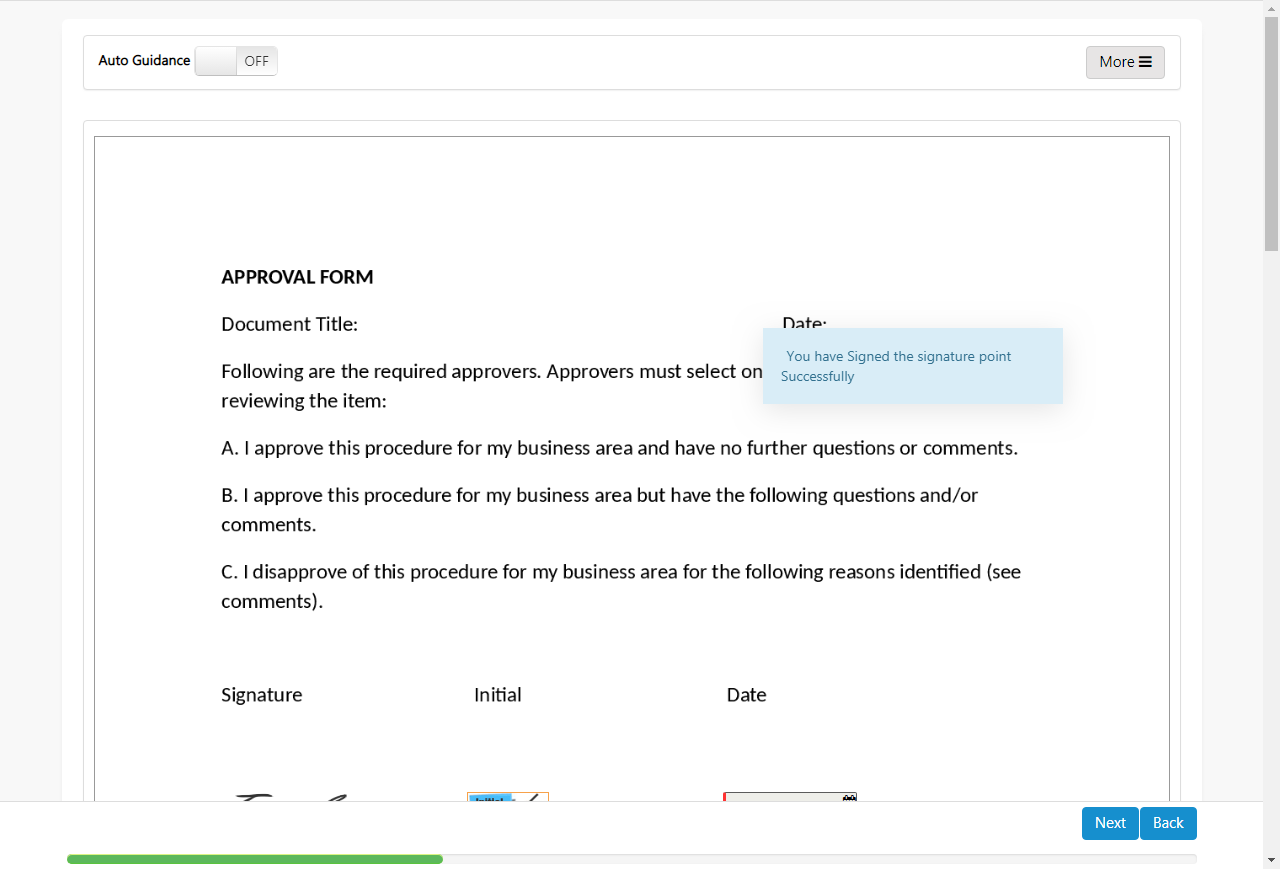 Auto Guidance OFF More
APPROVAL FORM
Document Title: Date:
You have Signed the signature point
Successfully
Following are the required approvers. Approvers must select on
reviewing the item:
A. I approve this procedure for my business area and have no further questions or comments.
B. I approve this procedure for my business area but have the following questions and/or
comments.
C. I disapprove of this procedure for my business area for the following reasons identified (see
comments).
Signature Initial Date
Next Back